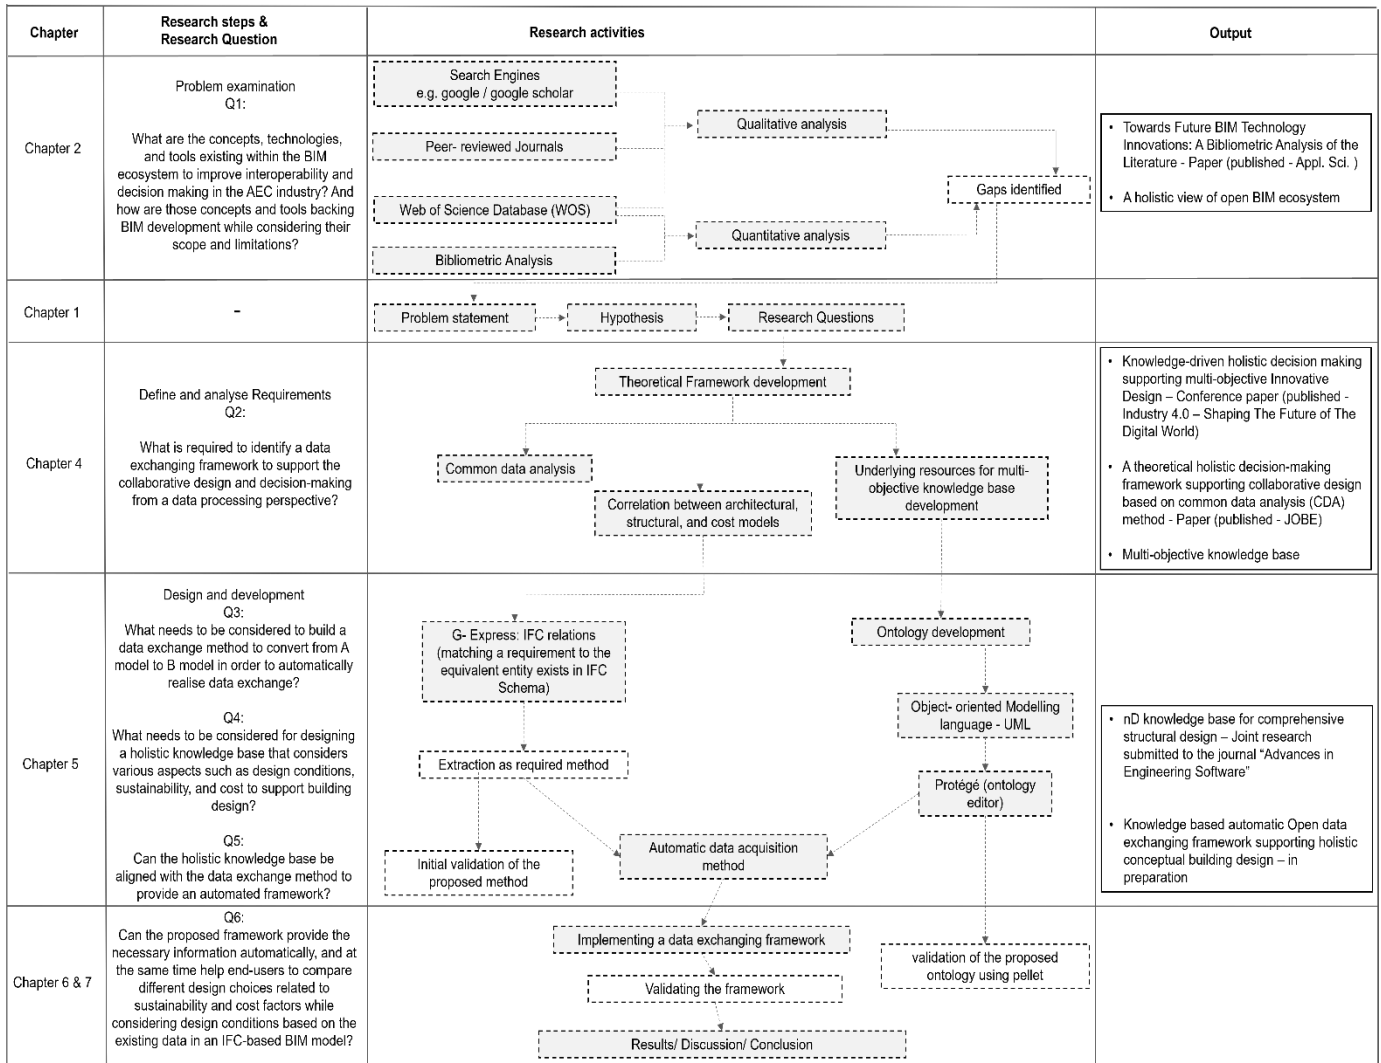 Chapter
Research steps &
Research Question
Research activities
Output
Chapter 2
Problem examination
Q1:
What are the concepts, technologies,
and tools existing within the BIM
ecosystem to improve interoperability and
decision making in the AEC industry? And
how are those concepts and tools backing
BIM development while considering their
scope and limitations?
Search Engines
e.g. google / google scholar
Peer- reviewed Journals
Web of Science Database (WOS)
Bibliometric Analysis
Qualitative analysis
Quantitative analysis
Gaps identified
• Towards Future BIM Technology
Innovations: A Bibliometric Analysis of the
Literature - Paper (published - Appl. Sci. )
• A holistic view of open BIM ecosystem
Chapter 1
–
Problem statement
Hypothesis
Research Questions
Chapter 4
Define and analyse Requirements
Q2:
What is required to identify a data
exchanging framework to support the
collaborative design and decision-making
from a data processing perspective?
Theoretical Framework development
Common data analysis
Correlation between architectural,
structural, and cost models
Underlying resources for multi-
objective knowledge base
development
• Knowledge-driven holistic decision making
supporting multi-objective Innovative
Design – Conference paper (published -
Industry 4.0 – Shaping The Future of The
Digital World)
• A theoretical holistic decision-making
framework supporting collaborative design
based on common data analysis (CDA)
method - Paper (published - JOBE)
• Multi-objective knowledge base
Chapter 5
Design and development
Q3:
What needs to be considered to build a
data exchange method to convert from A
model to B model in order to automatically
realise data exchange?
Q4:
What needs to be considered for designing
a holistic knowledge base that considers
various aspects such as design conditions,
sustainability, and cost to support building
design?
Q5:
Can the holistic knowledge base be
aligned with the data exchange method to
provide an automated framework?
G- Express: IFC relations
(matching a requirement to the
equivalent entity exists in IFC
Schema)
Extraction as required method
Initial validation of the
proposed method
Ontology development
Object- oriented Modelling
language - UML
Protégé (ontology
editor)
Automatic data acquisition
method
• nD knowledge base for comprehensive
structural design – Joint research
submitted to the journal “Advances in
Engineering Software”
• Knowledge based automatic Open data
exchanging framework supporting holistic
conceptual building design – in
preparation
Chapter 6 & 7
Q6:
Can the proposed framework provide the
necessary information automatically, and at
the same time help end-users to compare
different design choices related to
sustainability and cost factors while
considering design conditions based on the
existing data in an IFC-based BIM model?
Implementing a data exchanging framework
Validating the framework
Results/ Discussion/ Conclusion
validation of the proposed
ontology using pellet